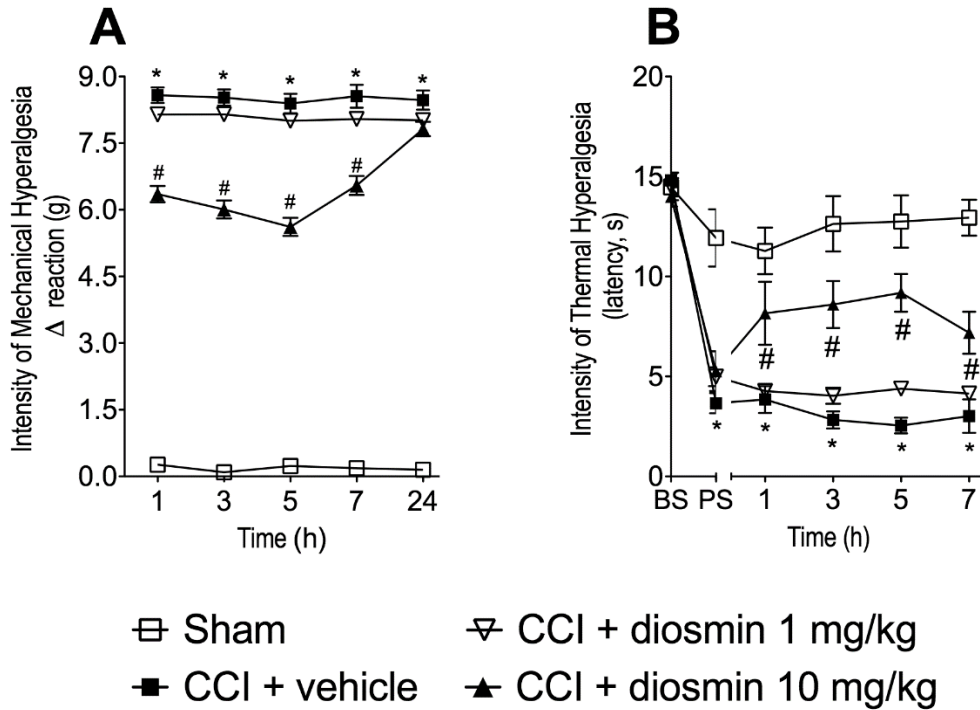 A
Intensity of Mechanical Hyperalgesia
Δ reaction (g)
9.0
7.5
6.0
4.5
3.0
1.5
0.0
* * * * *
# # # #
1 3 5 7 24
Time (h)
B
Intensity of Thermal Hyperalgesia
(latency, s)
20
15
10
5
0
# # # #
* * * * *
BS PS 1 3 5 7
Time (h)
Sham
CCI + diosmin 1 mg/kg
CCI + vehicle
CCI + diosmin 10 mg/kg